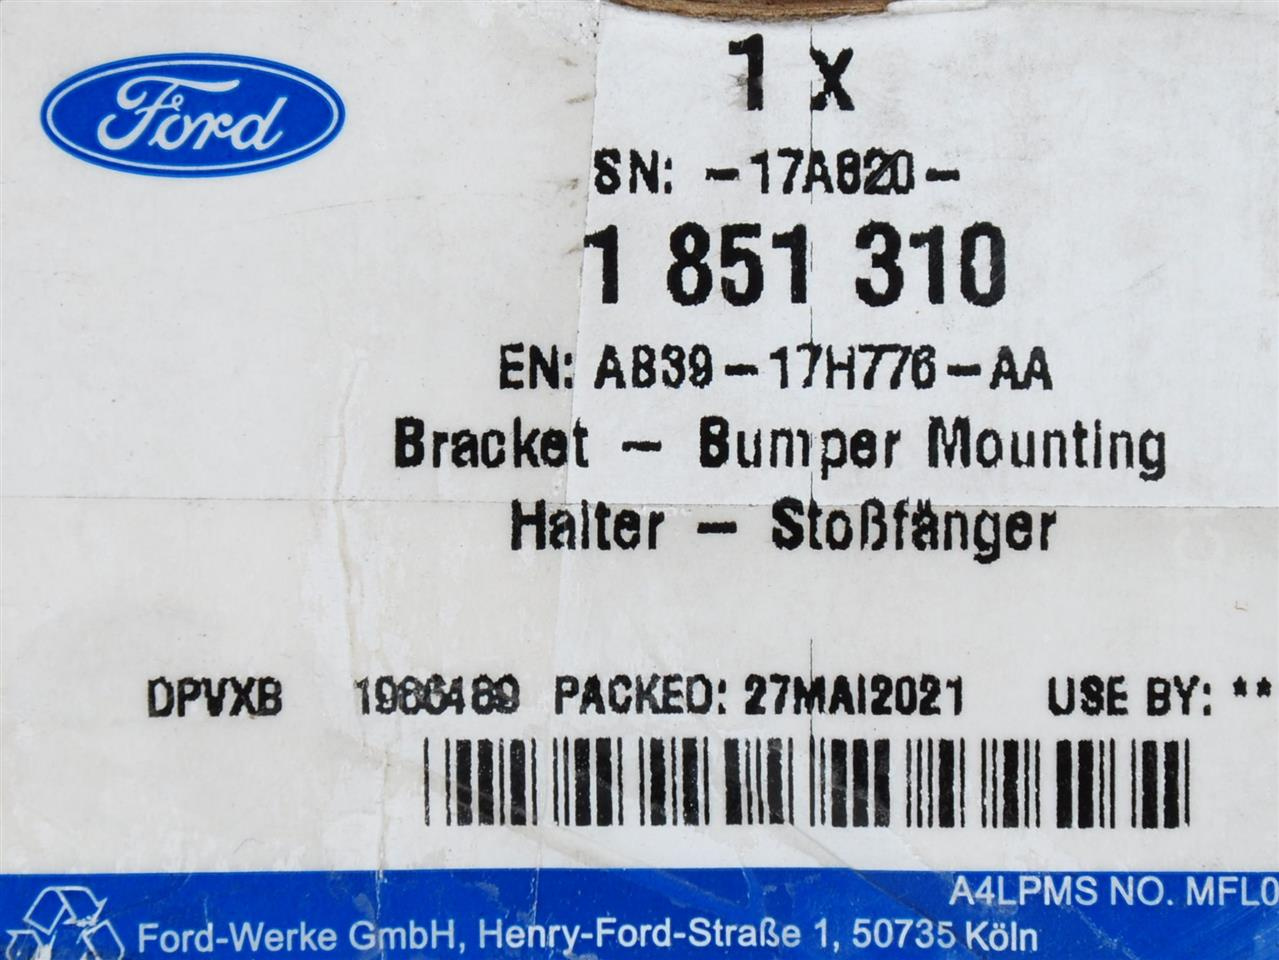 Ford
1 x
SN: -17A820-
1 851 310
EN: AB39-17H776-AA
Bracket - Bumper Mounting
Halter - Stoßfänger
DPVXB 1986489 PACKED: 27MAI2021 USE BY: **
A4LPMS NO. MFL0
Ford-Werke GmbH, Henry-Ford-Straße 1, 50735 Köln